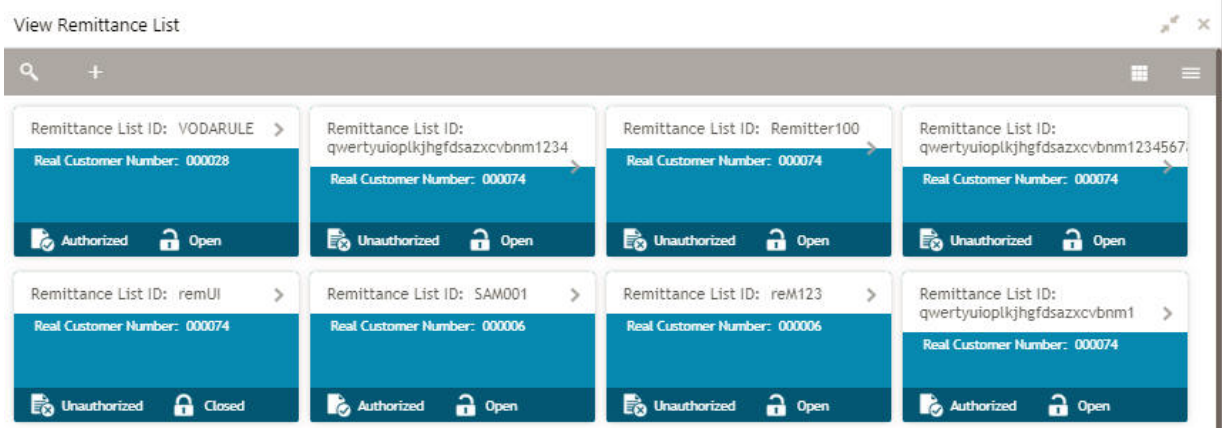 View Remittance List
Remittance List ID: VODARULE
Real Customer Number: 000028
Authorized Open
Remittance List ID:
qwertyuioplkjhgfdsazxcvbnm1234
Real Customer Number: 000074
Unauthorized Open
Remittance List ID: Remitter100
Real Customer Number: 000074
Unauthorized Open
Remittance List ID:
qwertyuioplkjhgfdsazxcvbnm1234567
Real Customer Number: 000074
Unauthorized Open
Remittance List ID: remUI
Real Customer Number: 000074
Unauthorized Closed
Remittance List ID: SAM001
Real Customer Number: 000006
Authorized Open
Remittance List ID: reM123
Real Customer Number: 000006
Unauthorized Open
Remittance List ID:
qwertyuioplkjhgfdsazxcvbnm1
Real Customer Number: 000074
Authorized Open